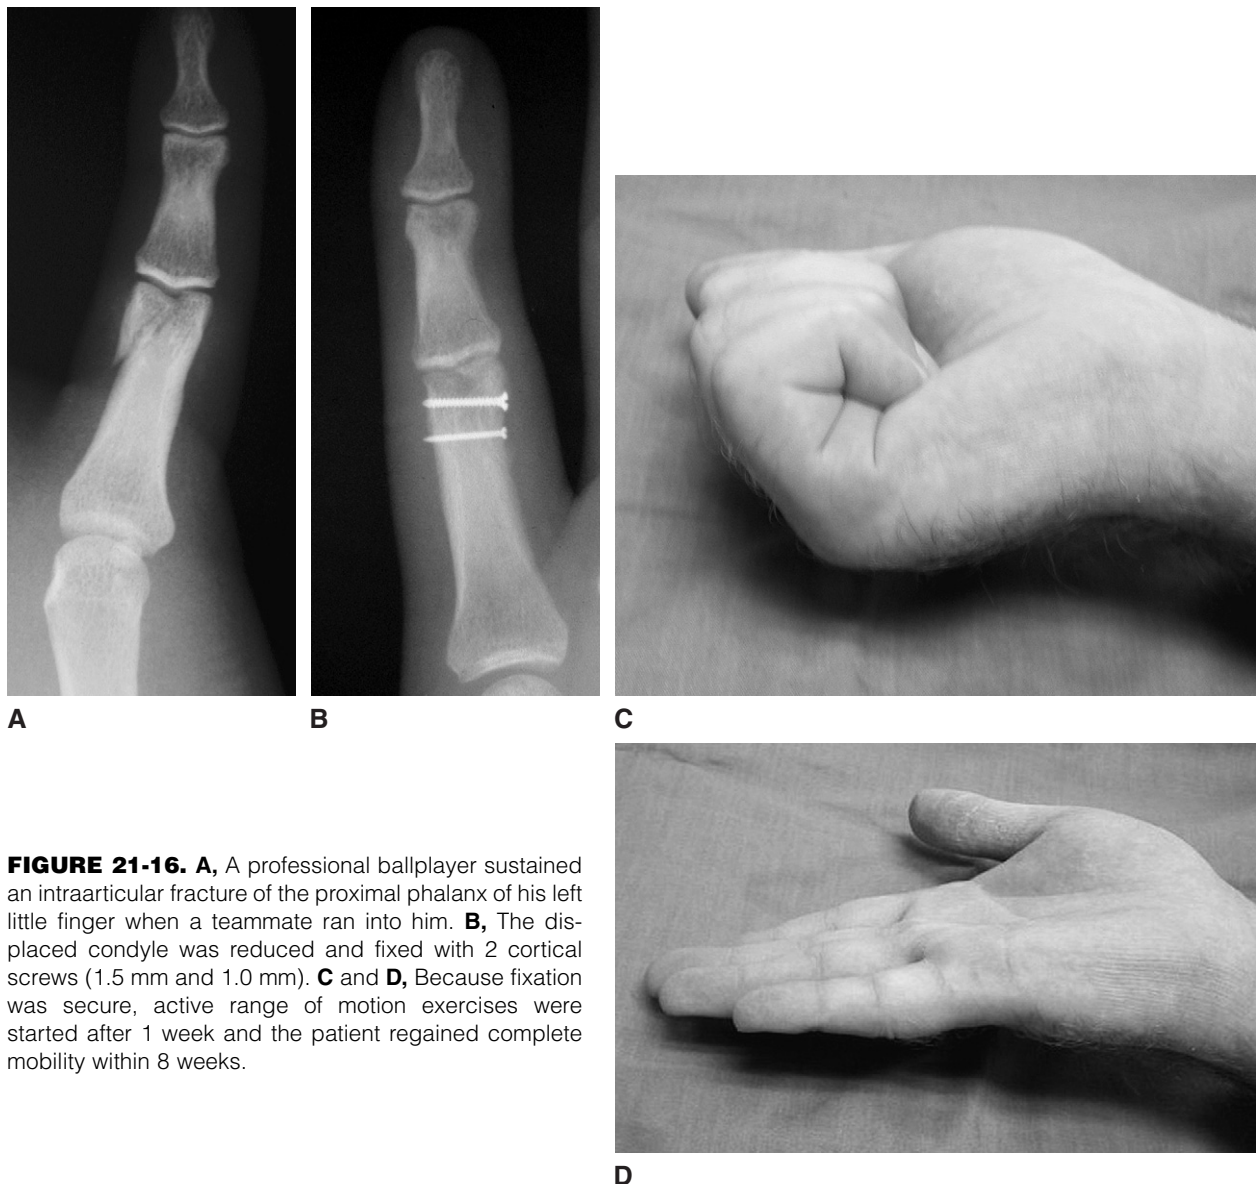 A
B
C
FIGURE 21-16. A, A professional ballplayer sustained
an intraarticular fracture of the proximal phalanx of his left
little finger when a teammate ran into him. B, The dis-
placed condyle was reduced and fixed with 2 cortical
screws (1.5 mm and 1.0 mm). C and D, Because fixation
was secure, active range of motion exercises were
started after 1 week and the patient regained complete
mobility within 8 weeks.
D